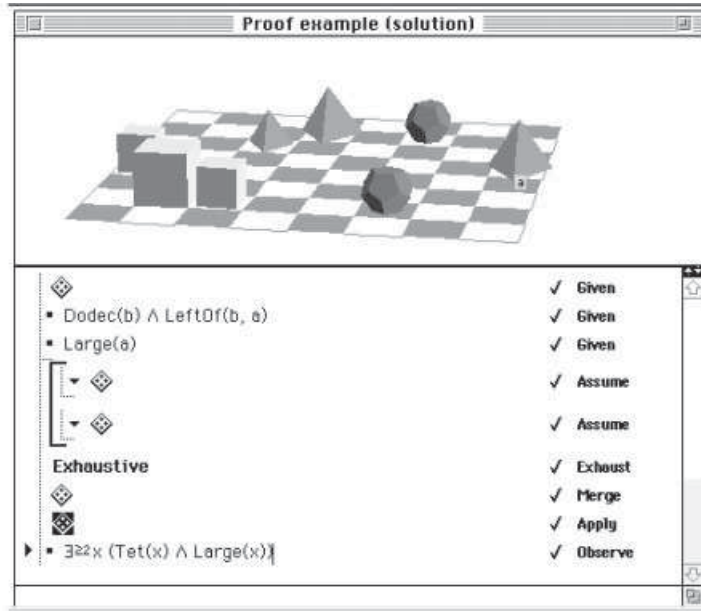 Proof example (solution)
a
✓ Given
▪ Dodec(b) ∧ LeftOf(b, a) ✓ Given
▪ Large(a) ✓ Given
✓ Assume
✓ Assume
Exhaustive ✓ Exhaust
✓ Merge
✓ Apply
▪ ∃≥2x (Tet(x) ∧ Large(x)) ✓ Observe